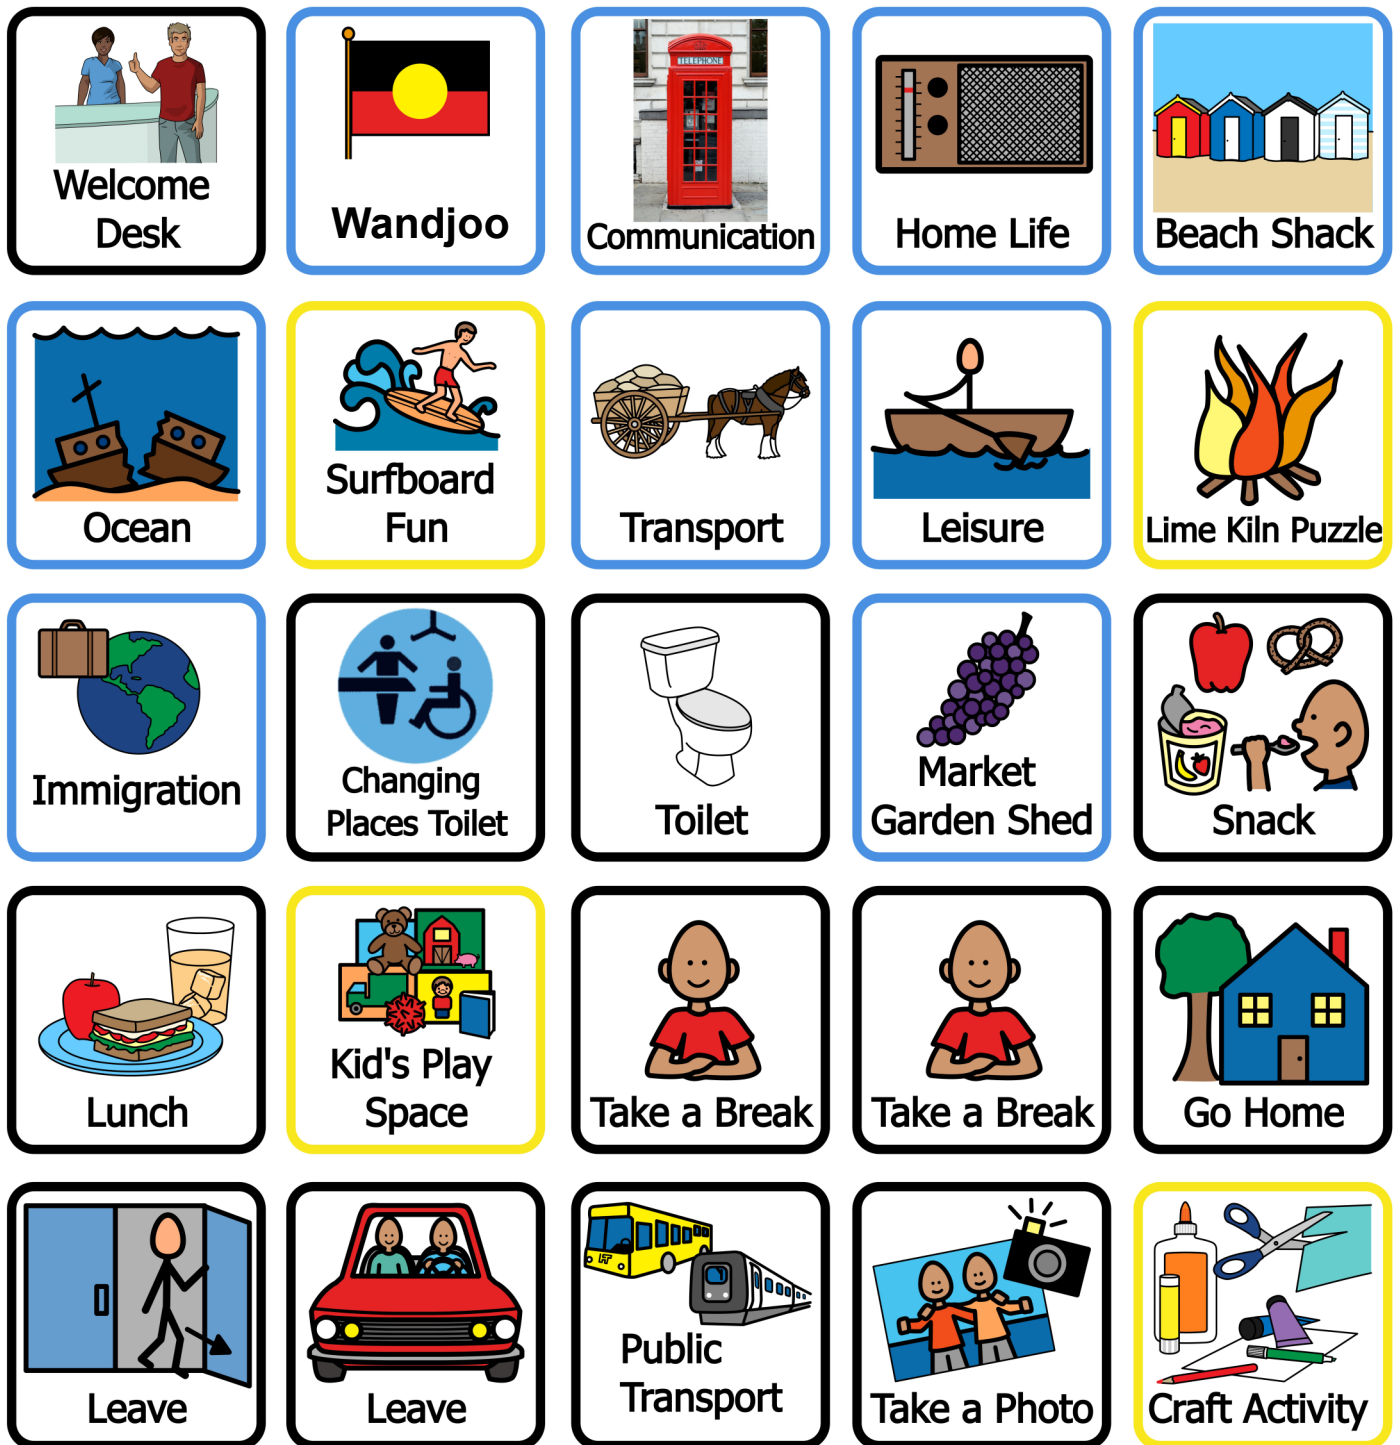 Welcome
Desk
Wandjoo
TELEPHONE
Communication
Home Life
Beach Shack
Ocean
Surfboard
Fun
Transport
Leisure
Lime Kiln Puzzle
Immigration
Changing
Places Toilet
Toilet
Market
Garden Shed
Snack
Lunch
Kid's Play
Space
Take a Break
Take a Break
Go Home
Leave
Leave
Public
Transport
Take a Photo
Craft Activity